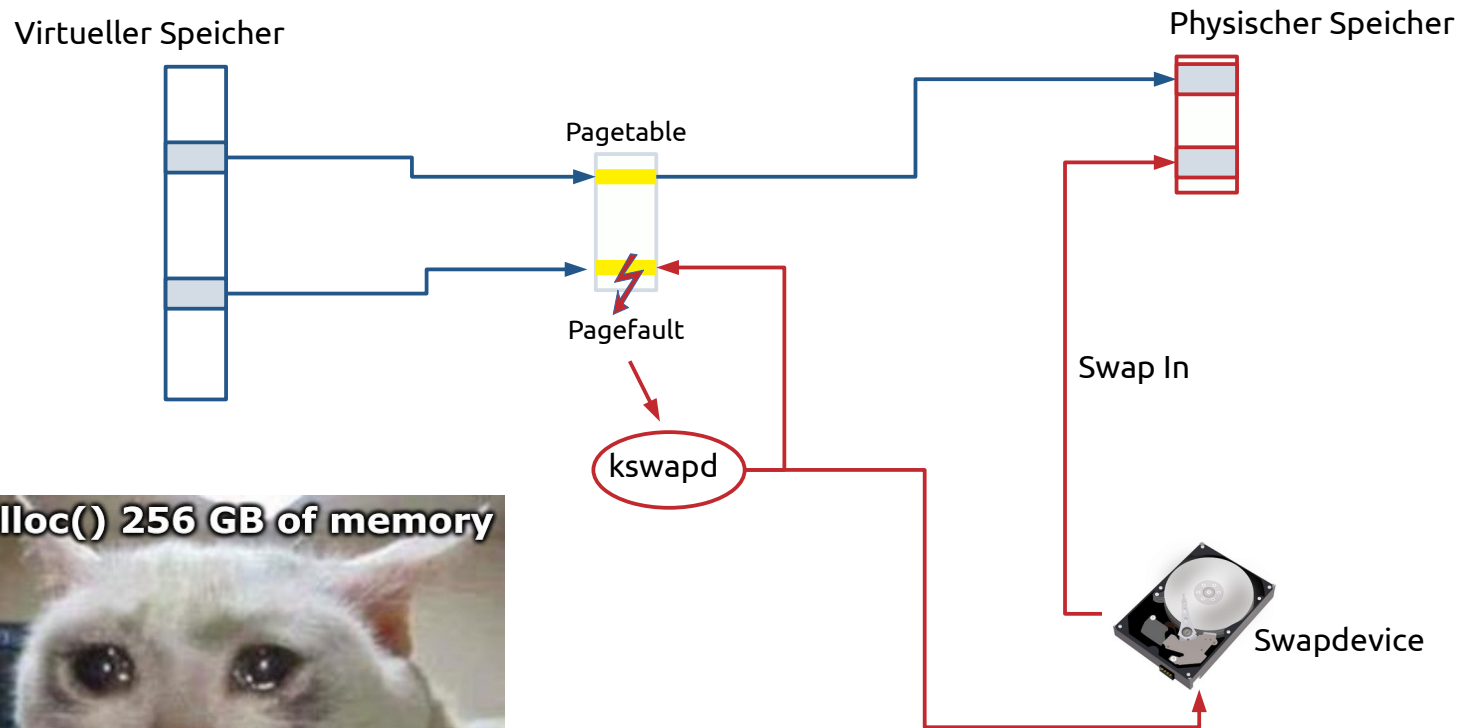 Virtueller Speicher
Physischer Speicher
Pagetable
Pagefault
Swap In
kswapd
lloc() 256 GB of memory
Swapdevice